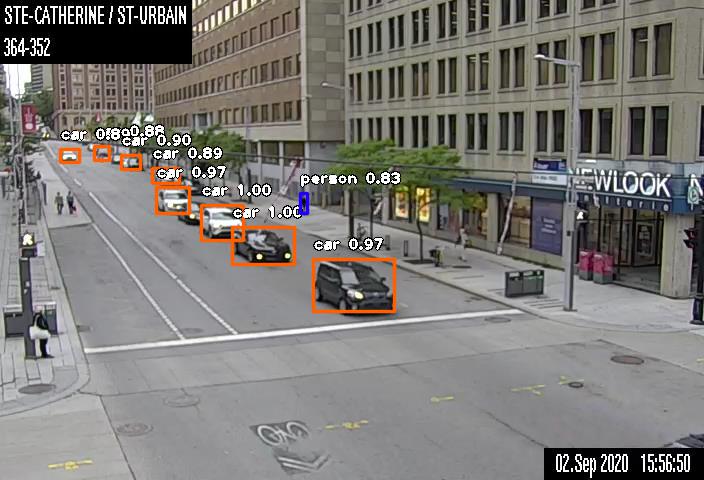 STE-CATHERINE / ST-URBAIN
364-352
car 0.88
car 0.90
car 0.89
car 0.97
car 1.00
car 1.00
person 0.83
car 0.97
NEWLOOK
02.Sep 2020 15:56:50